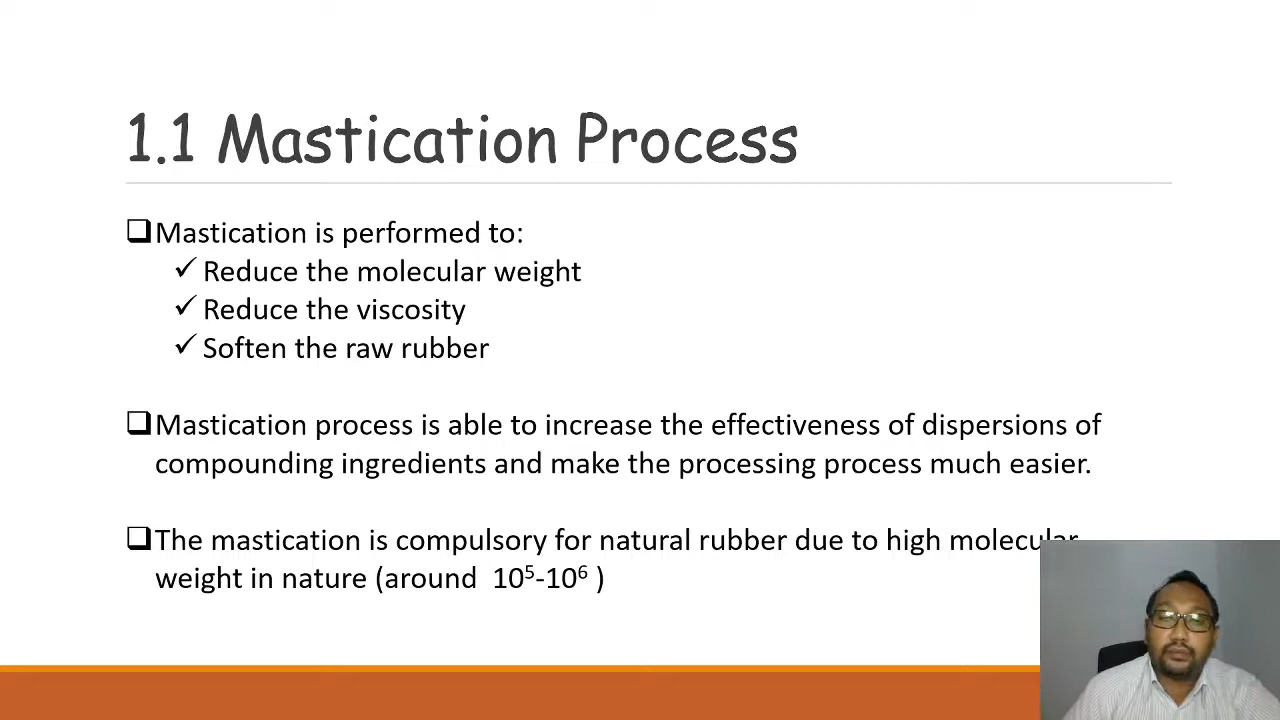 1.1 Mastication Process
Mastication is performed to:
Reduce the molecular weight
Reduce the viscosity
Soften the raw rubber
Mastication process is able to increase the effectiveness of dispersions of
compounding ingredients and make the processing process much easier.
The mastication is compulsory for natural rubber due to high molecular
weight in nature (around 10⁵-10⁶ )